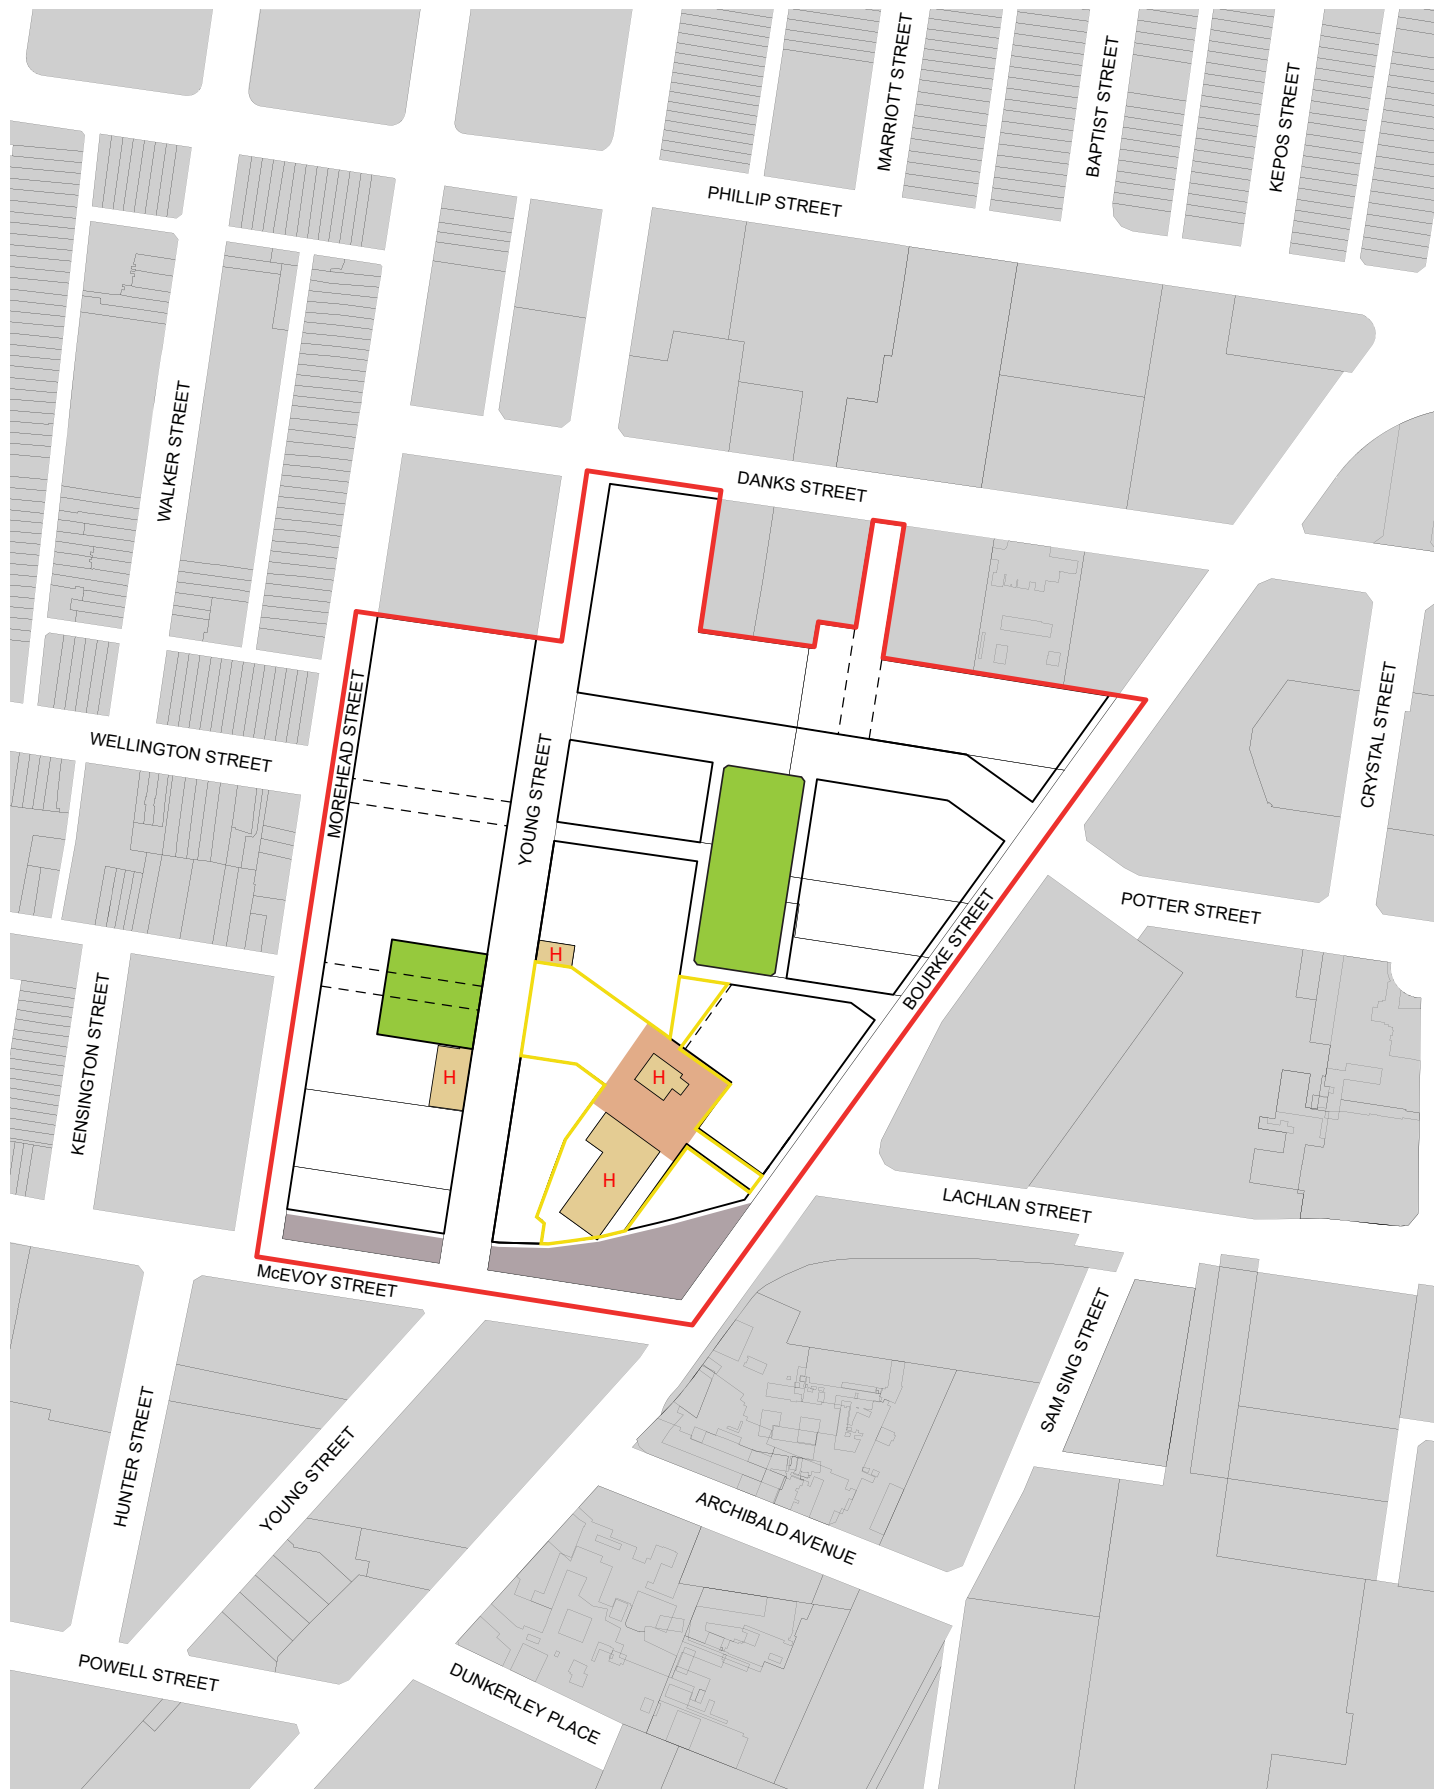 MARRIOTT STREET
BAPTIST STREET
KEPOS STREET
PHILLIP STREET
WALKER STREET
DANKS STREET
MOREHEAD STREET
CRYSTAL STREET
WELLINGTON STREET
YOUNG STREET
POTTER STREET
BOURKE STREET
H
KENSINGTON STREET
H
H
H
LACHLAN STREET
McEVOY STREET
SAM SING STREET
HUNTER STREET
YOUNG STREET
ARCHIBALD AVENUE
POWELL STREET
DUNKERLEY PLACE